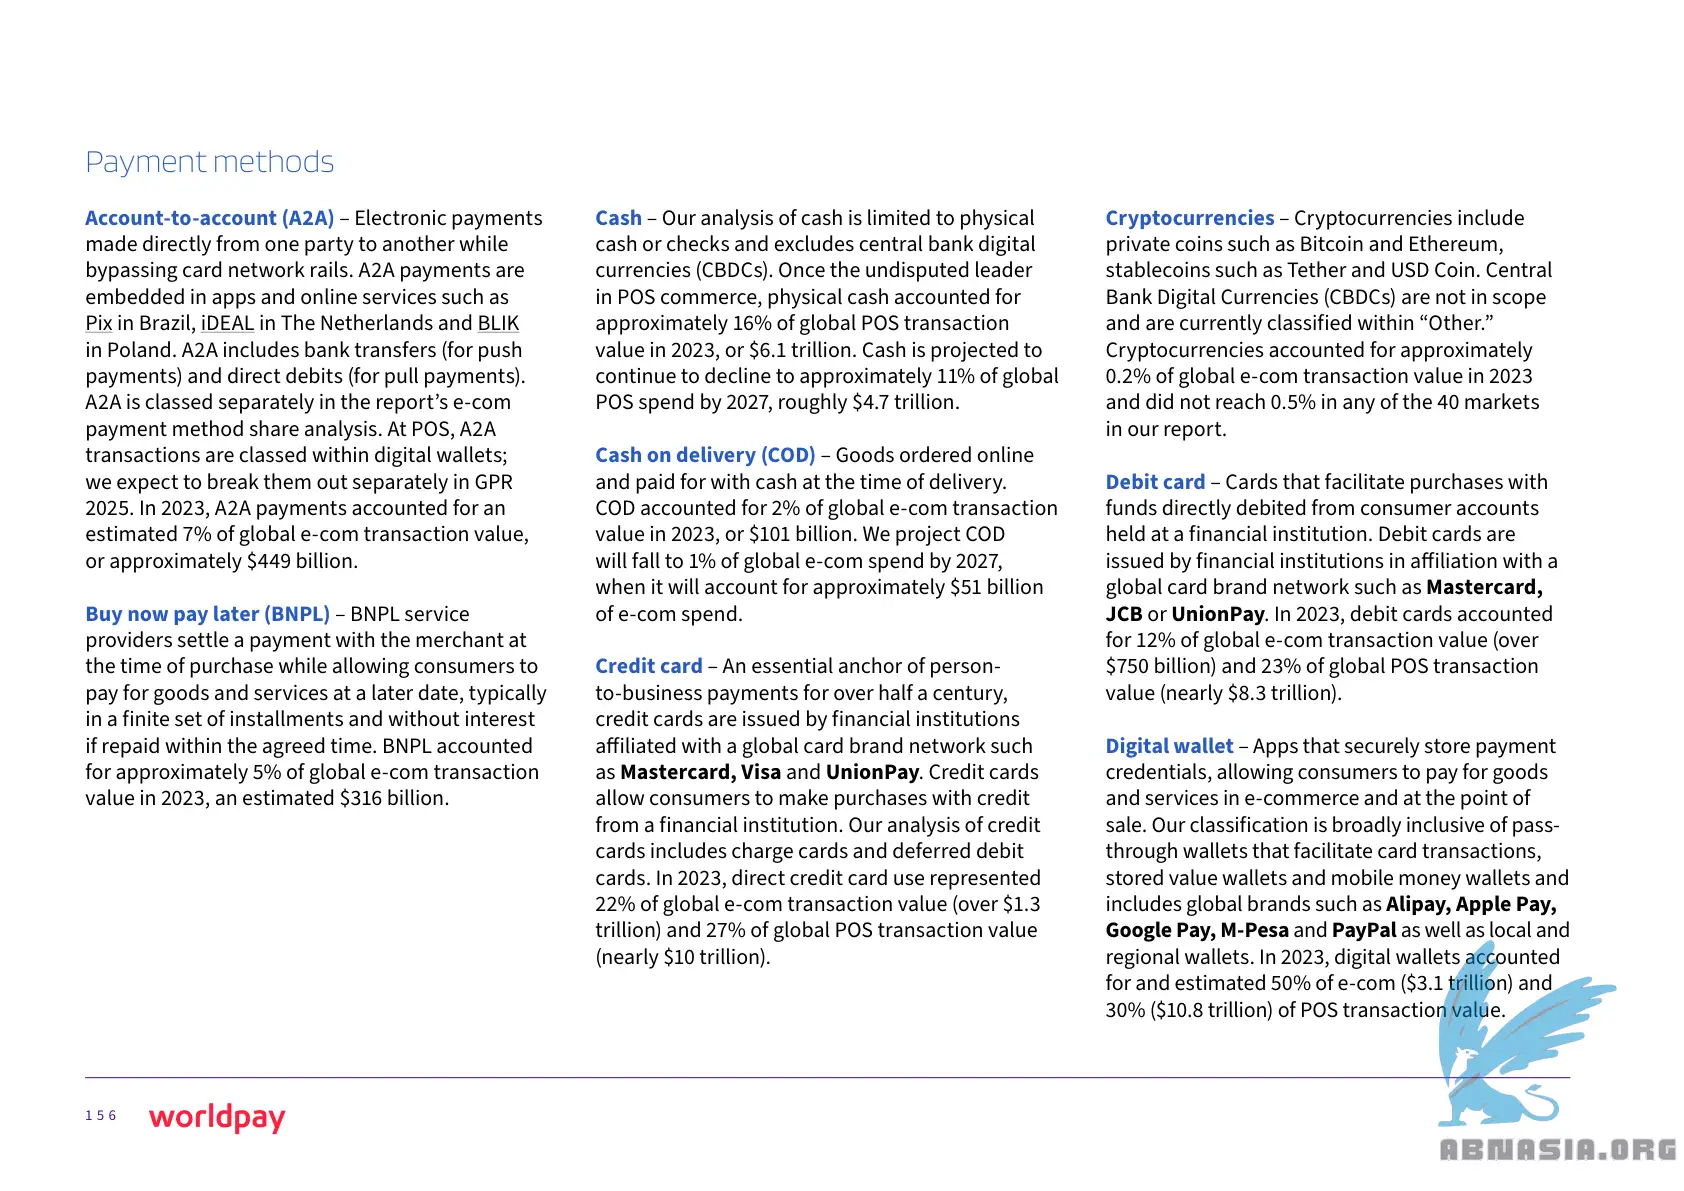 Payment methods
Account-to-account (A2A) – Electronic payments
made directly from one party to another while
bypassing card network rails. A2A payments are
embedded in apps and online services such as
Pix in Brazil, iDEAL in The Netherlands and BLIK
in Poland. A2A includes bank transfers (for push
payments) and direct debits (for pull payments).
A2A is classed separately in the report’s e-com
payment method share analysis. At POS, A2A
transactions are classed within digital wallets;
we expect to break them out separately in GPR
2025. In 2023, A2A payments accounted for an
estimated 7% of global e-com transaction value,
or approximately $449 billion.
Buy now pay later (BNPL) – BNPL service
providers settle a payment with the merchant at
the time of purchase while allowing consumers to
pay for goods and services at a later date, typically
in a finite set of installments and without interest
if repaid within the agreed time. BNPL accounted
for approximately 5% of global e-com transaction
value in 2023, an estimated $316 billion.
Cash – Our analysis of cash is limited to physical
cash or checks and excludes central bank digital
currencies (CBDCs). Once the undisputed leader
in POS commerce, physical cash accounted for
approximately 16% of global POS transaction
value in 2023, or $6.1 trillion. Cash is projected to
continue to decline to approximately 11% of global
POS spend by 2027, roughly $4.7 trillion.
Cash on delivery (COD) – Goods ordered online
and paid for with cash at the time of delivery.
COD accounted for 2% of global e-com transaction
value in 2023, or $101 billion. We project COD
will fall to 1% of global e-com spend by 2027,
when it will account for approximately $51 billion
of e-com spend.
Credit card – An essential anchor of person-
to-business payments for over half a century,
credit cards are issued by financial institutions
affiliated with a global card brand network such
as Mastercard, Visa and UnionPay. Credit cards
allow consumers to make purchases with credit
from a financial institution. Our analysis of credit
cards includes charge cards and deferred debit
cards. In 2023, direct credit card use represented
22% of global e-com transaction value (over $1.3
trillion) and 27% of global POS transaction value
(nearly $10 trillion).
Cryptocurrencies – Cryptocurrencies include
private coins such as Bitcoin and Ethereum,
stablecoins such as Tether and USD Coin. Central
Bank Digital Currencies (CBDCs) are not in scope
and are currently classified within “Other.”
Cryptocurrencies accounted for approximately
0.2% of global e-com transaction value in 2023
and did not reach 0.5% in any of the 40 markets
in our report.
Debit card – Cards that facilitate purchases with
funds directly debited from consumer accounts
held at a financial institution. Debit cards are
issued by financial institutions in affiliation with a
global card brand network such as Mastercard,
JCB or UnionPay. In 2023, debit cards accounted
for 12% of global e-com transaction value (over
$750 billion) and 23% of global POS transaction
value (nearly $8.3 trillion).
Digital wallet – Apps that securely store payment
credentials, allowing consumers to pay for goods
and services in e-commerce and at the point of
sale. Our classification is broadly inclusive of pass-
through wallets that facilitate card transactions,
stored value wallets and mobile money wallets and
includes global brands such as Alipay, Apple Pay,
Google Pay, M-Pesa and PayPal as well as local and
regional wallets. In 2023, digital wallets accounted
for and estimated 50% of e-com ($3.1 trillion) and
30% ($10.8 trillion) of POS transaction value.
156 worldpay
ABNASIA.ORG